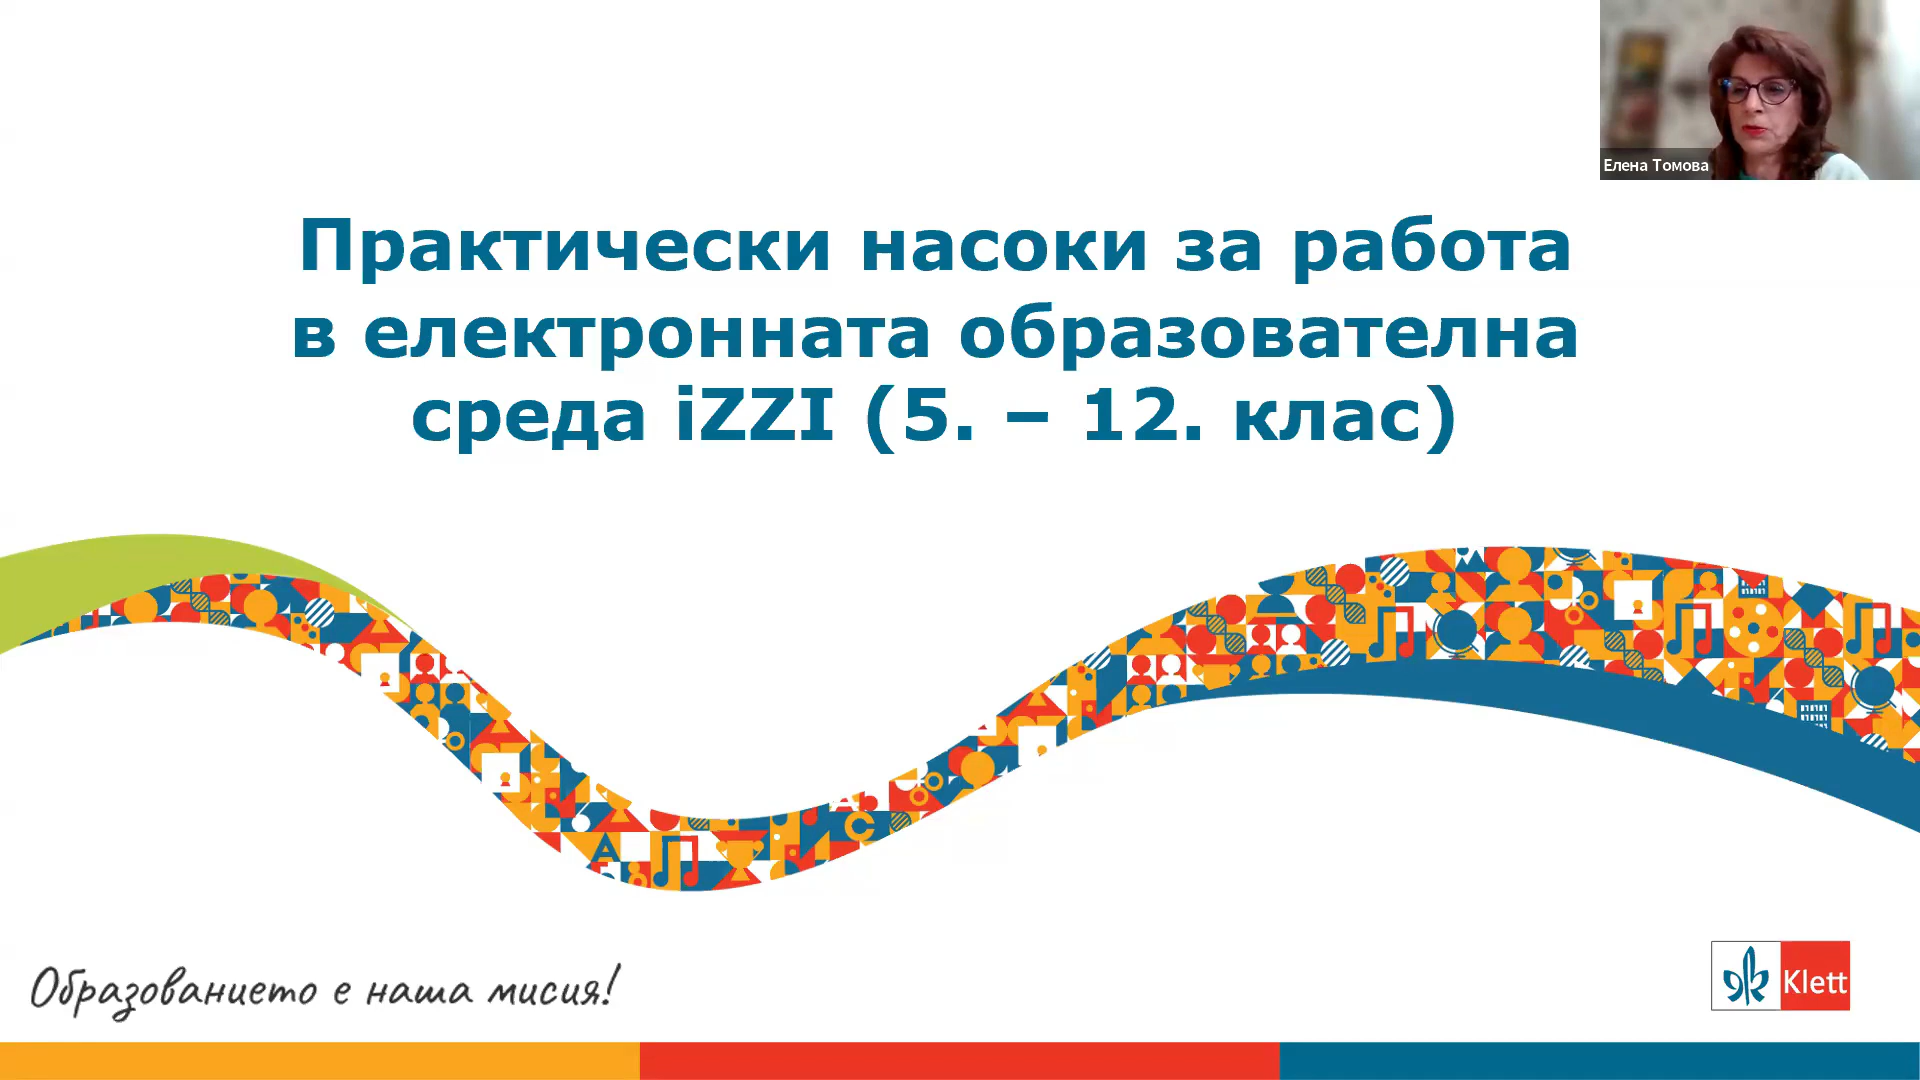 Елена Томова
Практически насоки за работа
в електронната образователна
среда iZZI (5. – 12. клас)
Образованието е наша мисия!
Klett